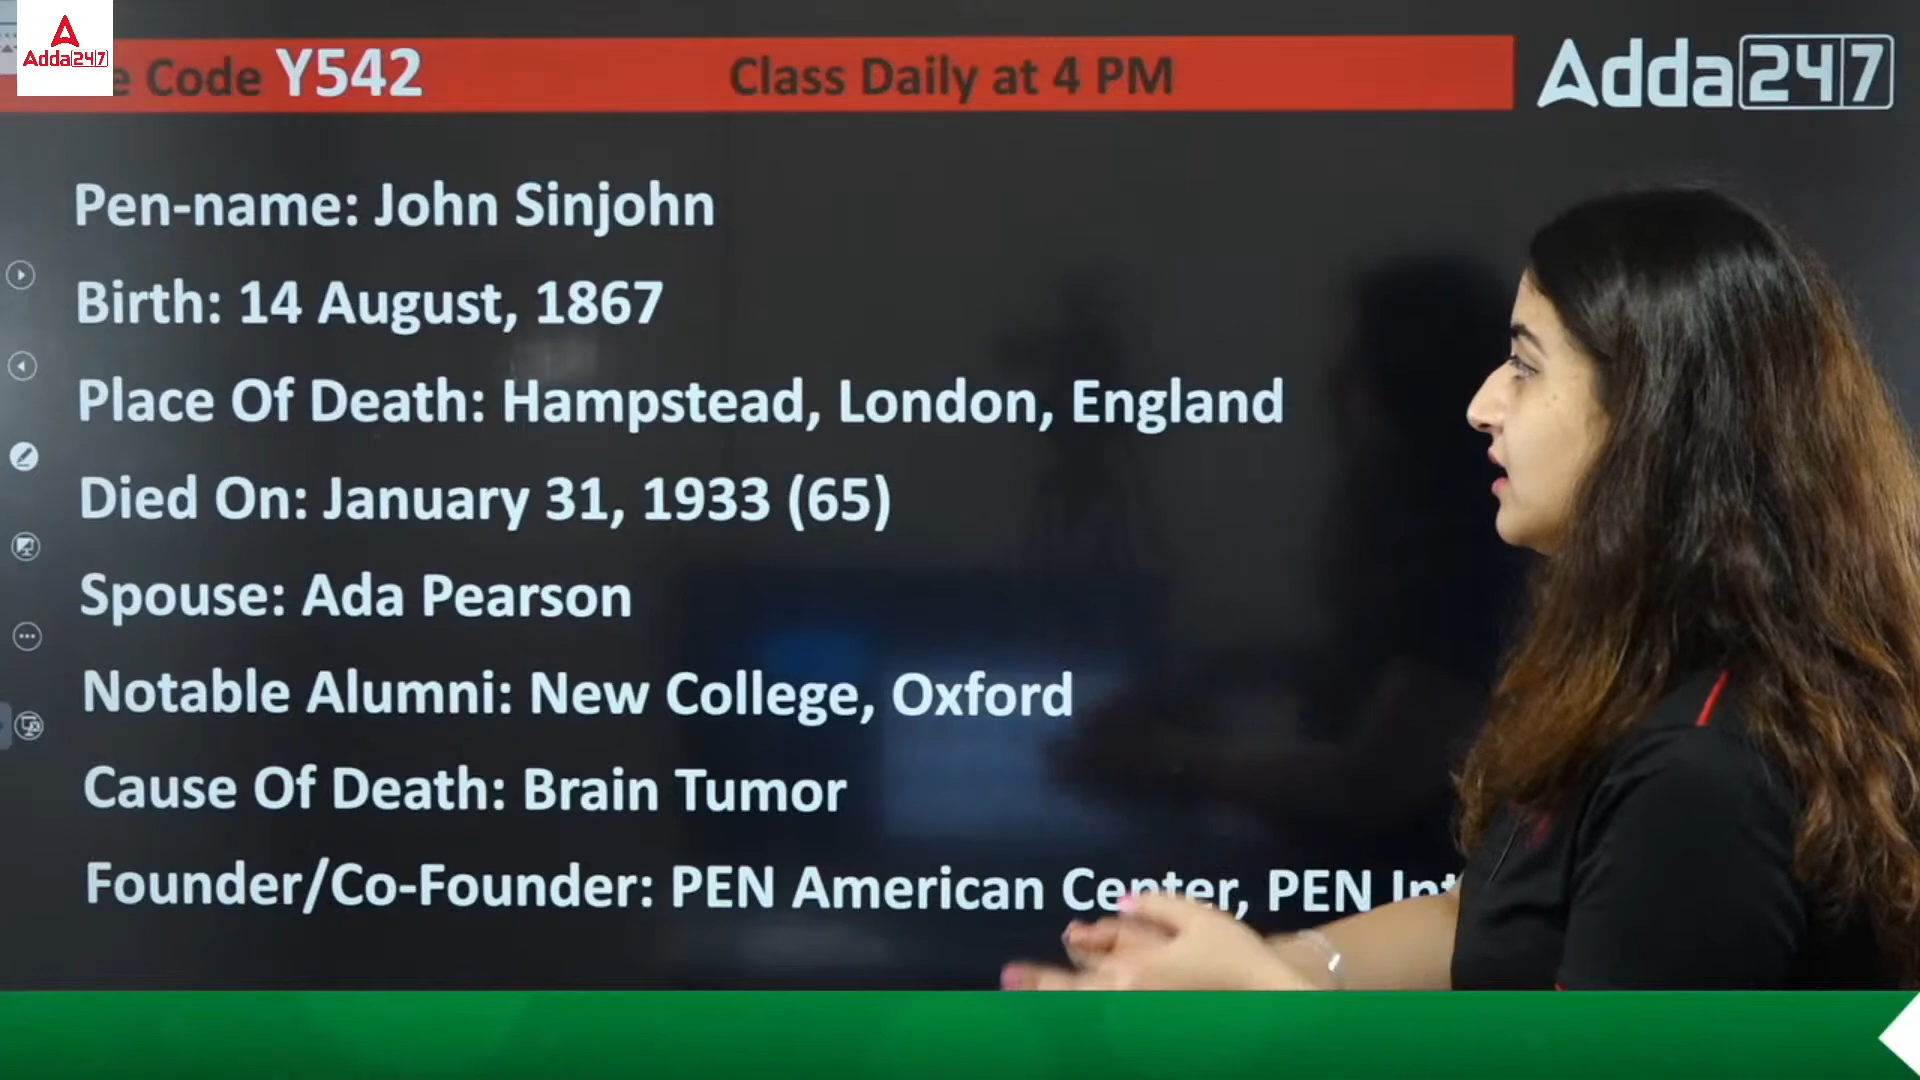 Adda247
Code Y542
Class Daily at 4 PM
Adda247
Pen-name: John Sinjohn
Birth: 14 August, 1867
Place Of Death: Hampstead, London, England
Died On: January 31, 1933 (65)
Spouse: Ada Pearson
Notable Alumni: New College, Oxford
Cause Of Death: Brain Tumor
Founder/Co-Founder: PEN American Center, PEN